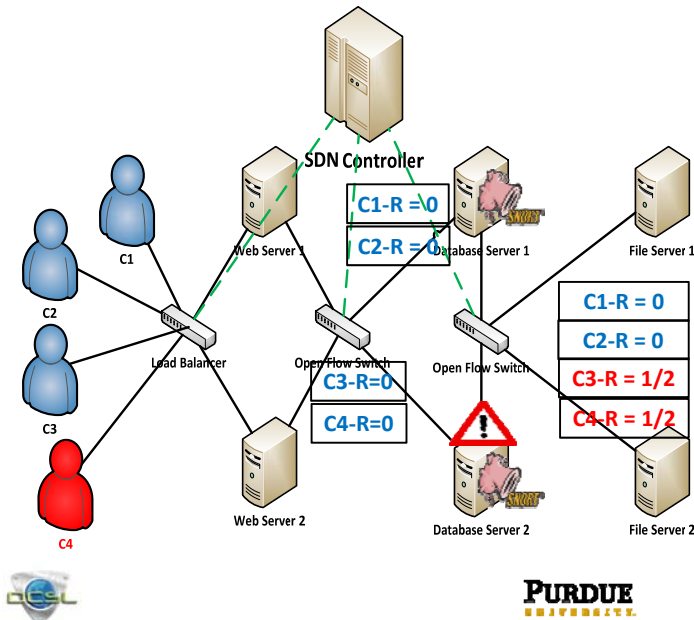 SDN Controller
C1-R = 0
C2-R = 0
SNORT
Web Server 1
Database Server 1
File Server 1
C1
C2
C3
C4
Load Balancer
Open Flow Switch
Open Flow Switch
C1-R = 0
C2-R = 0
C3-R = 1/2
C4-R = 1/2
C3-R=0
C4-R=0
!
SNORT
Web Server 2
Database Server 2
File Server 2
DCSL
PURDUE
UNIVERSITY